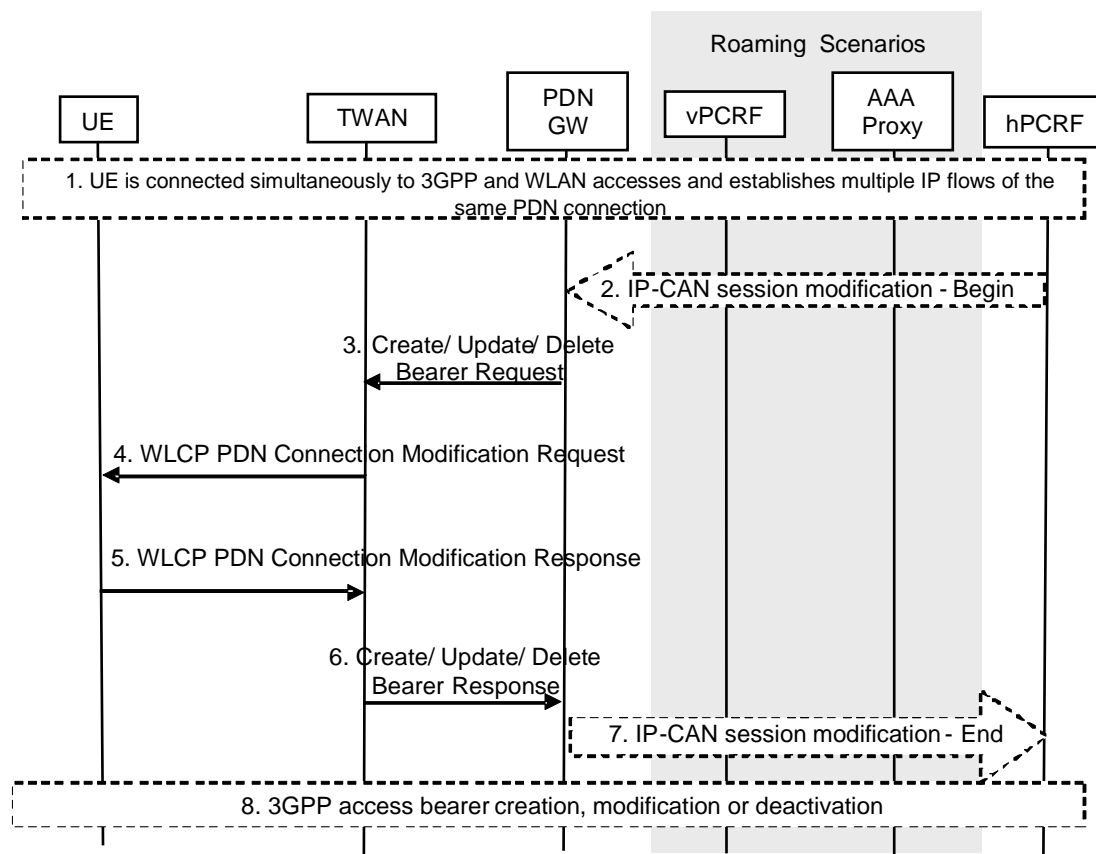 Roaming Scenarios
UE
TWAN
PDN
GW
vPCRF
AAA
Proxy
hPCRF
1. UE is connected simultaneously to 3GPP and WLAN accesses and establishes multiple IP flows of the
same PDN connection
2. IP-CAN session modification - Begin
3. Create/ Update/ Delete
Bearer Request
4. WLCP PDN Connection Modification Request
5. WLCP PDN Connection Modification Response
6. Create/ Update/ Delete
Bearer Response
7. IP-CAN session modification - End
8. 3GPP access bearer creation, modification or deactivation